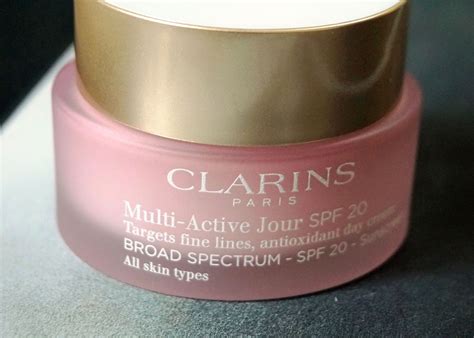 CLARINS
PARIS
Multi-Active Jour SPF 20
Targets fine lines, antioxidant day cream
BROAD SPECTRUM - SPF 20 - Sunscreen
All skin types